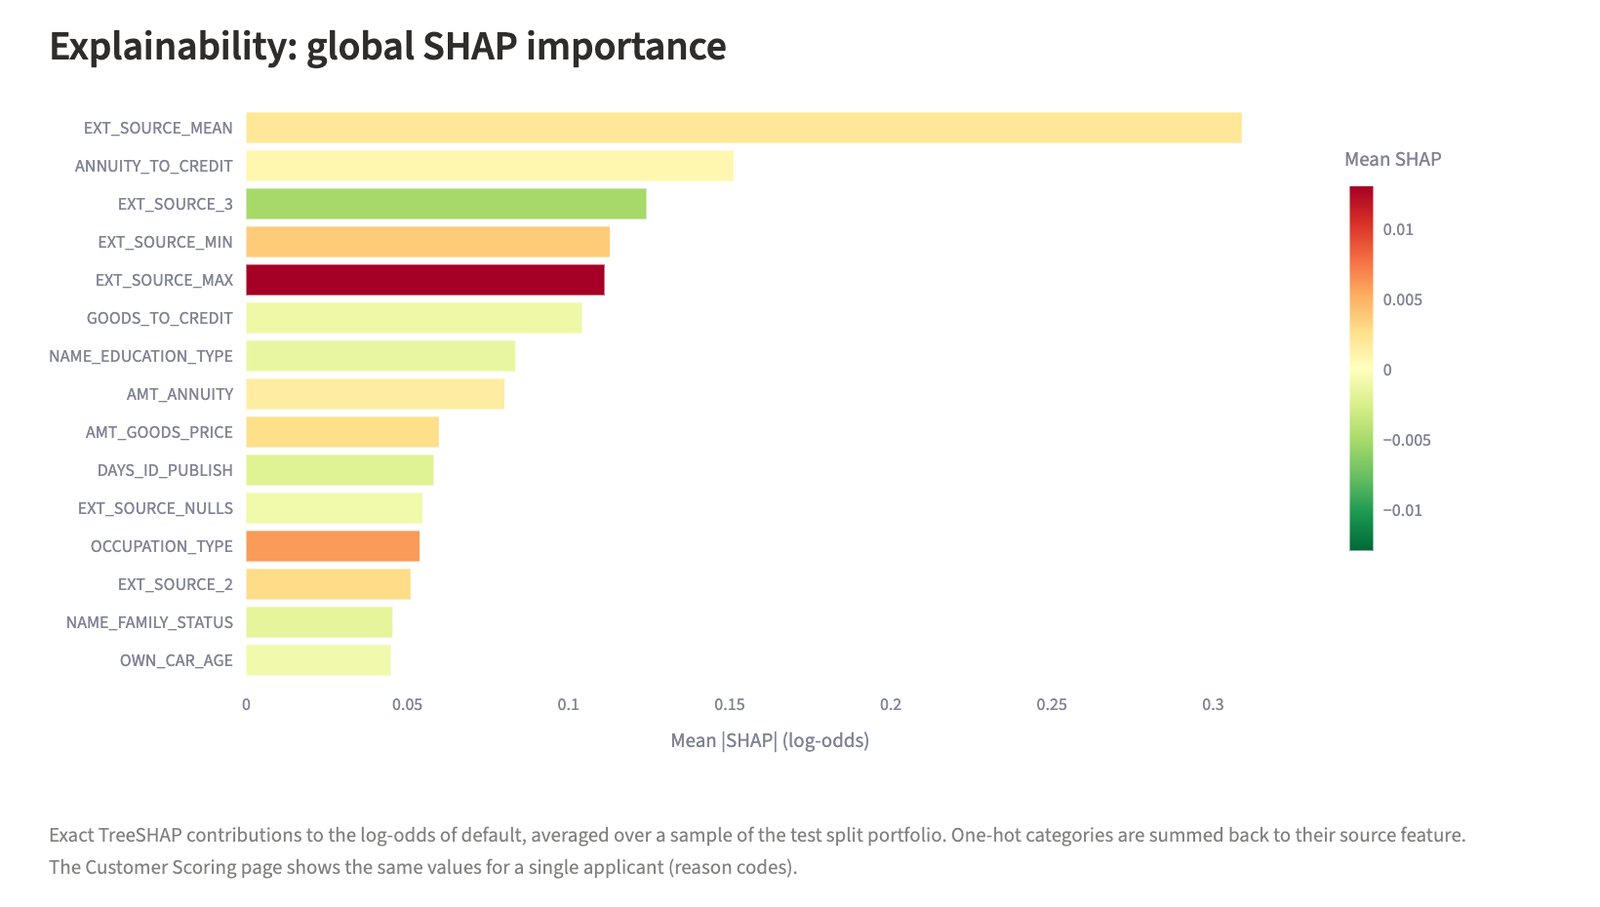 Explainability: global SHAP importance
EXT_SOURCE_MEAN
ANNUITY_TO_CREDIT
EXT_SOURCE_3
EXT_SOURCE_MIN
EXT_SOURCE_MAX
GOODS_TO_CREDIT
NAME_EDUCATION_TYPE
AMT_ANNUITY
AMT_GOODS_PRICE
DAYS_ID_PUBLISH
EXT_SOURCE_NULLS
OCCUPATION_TYPE
EXT_SOURCE_2
NAME_FAMILY_STATUS
OWN_CAR_AGE
0 0.05 0.1 0.15 0.2 0.25 0.3
Mean |SHAP| (log-odds)
Mean SHAP
0.01
0.005
0
−0.005
−0.01
Exact TreeSHAP contributions to the log-odds of default, averaged over a sample of the test split portfolio. One-hot categories are summed back to their source feature.
The Customer Scoring page shows the same values for a single applicant (reason codes).